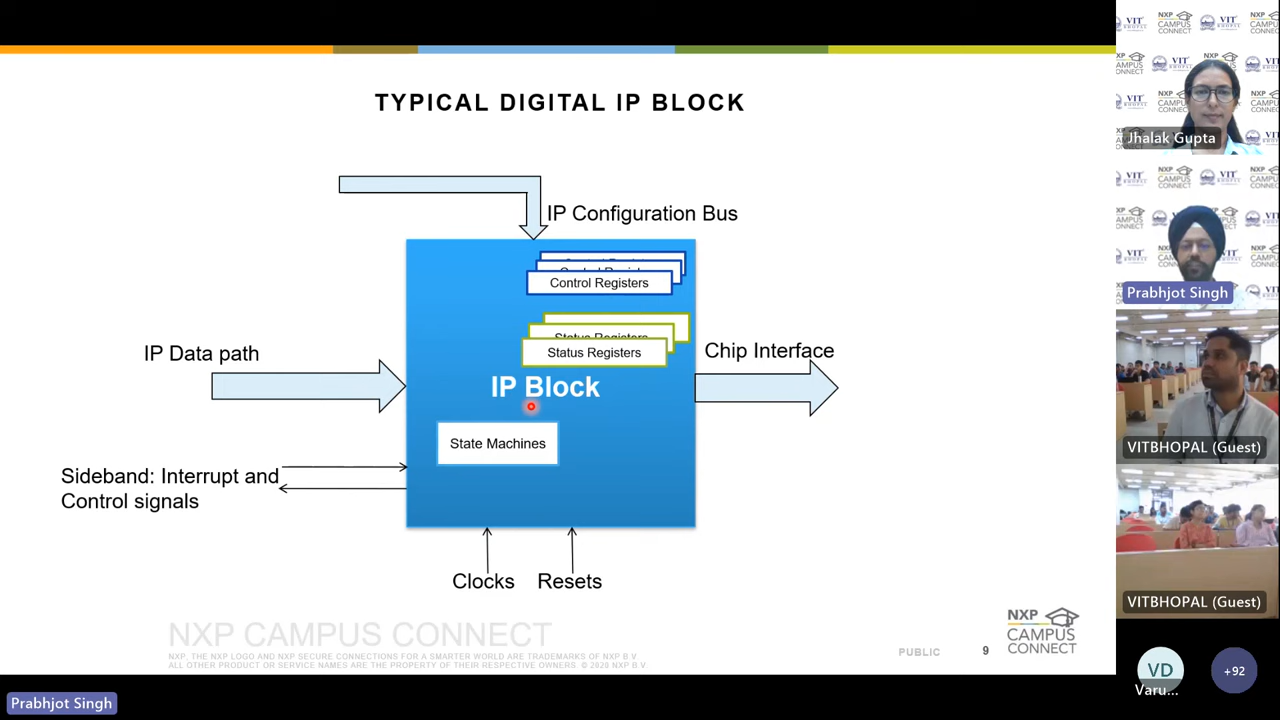 TYPICAL DIGITAL IP BLOCK
IP Configuration Bus
Control Registers
Status Registers
Status Registers
IP Data path
Chip Interface
IP Block
State Machines
Sideband: Interrupt and
Control signals
Clocks
Resets
NXP CAMPUS CONNECT
NXP, THE NXP LOGO AND NXP SECURE CONNECTIONS FOR A SMARTER WORLD ARE TRADEMARKS OF NXP B.V.
ALL OTHER PRODUCT OR SERVICE NAMES ARE THE PROPERTY OF THEIR RESPECTIVE OWNERS. © 2020 NXP B.V.
PUBLIC
9
NXP
CAMPUS
CONNECT
Prabhjot Singh
Jhalak Gupta
Prabhjot Singh
VITBHOPAL (Guest)
VITBHOPAL (Guest)
VD
Varu...
+92